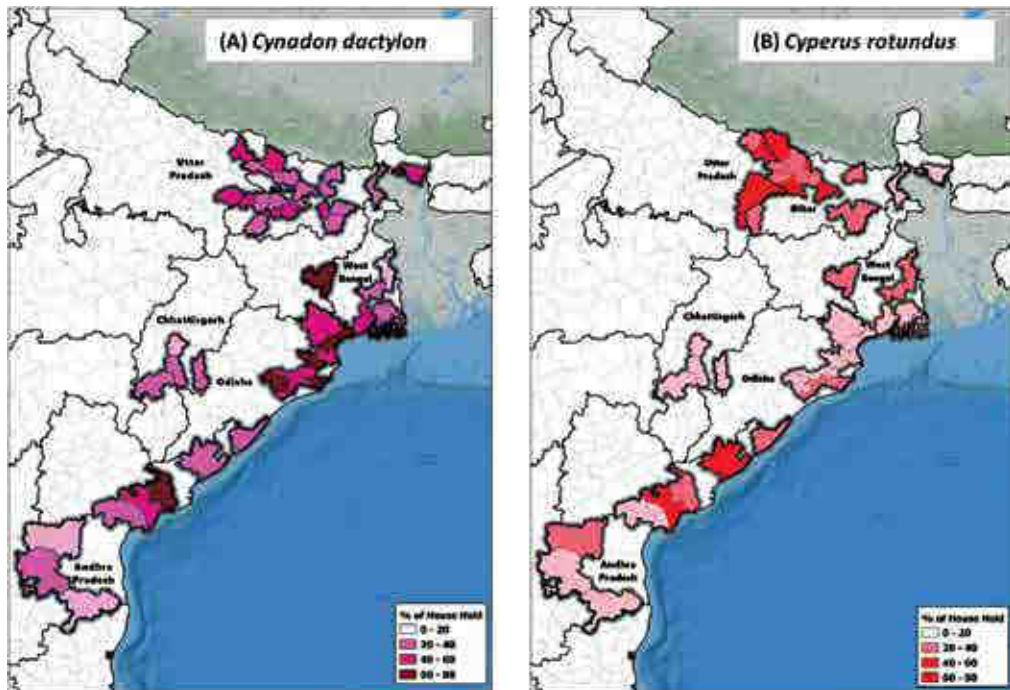 (A) Cynadon dactylon
Utter
Pradesh
West
Bengal
Chhattisgarh
Odisha
Andhra
Pradesh
% of House Hold
0 - 20
20 - 40
40 - 60
60 - 80
(B) Cyperus rotundus
Utter
Pradesh
Bihar
West
Bengal
Chhattisgarh
Odisha
Andhra
Pradesh
% of House Hold
0 - 20
20 - 40
40 - 60
60 - 80